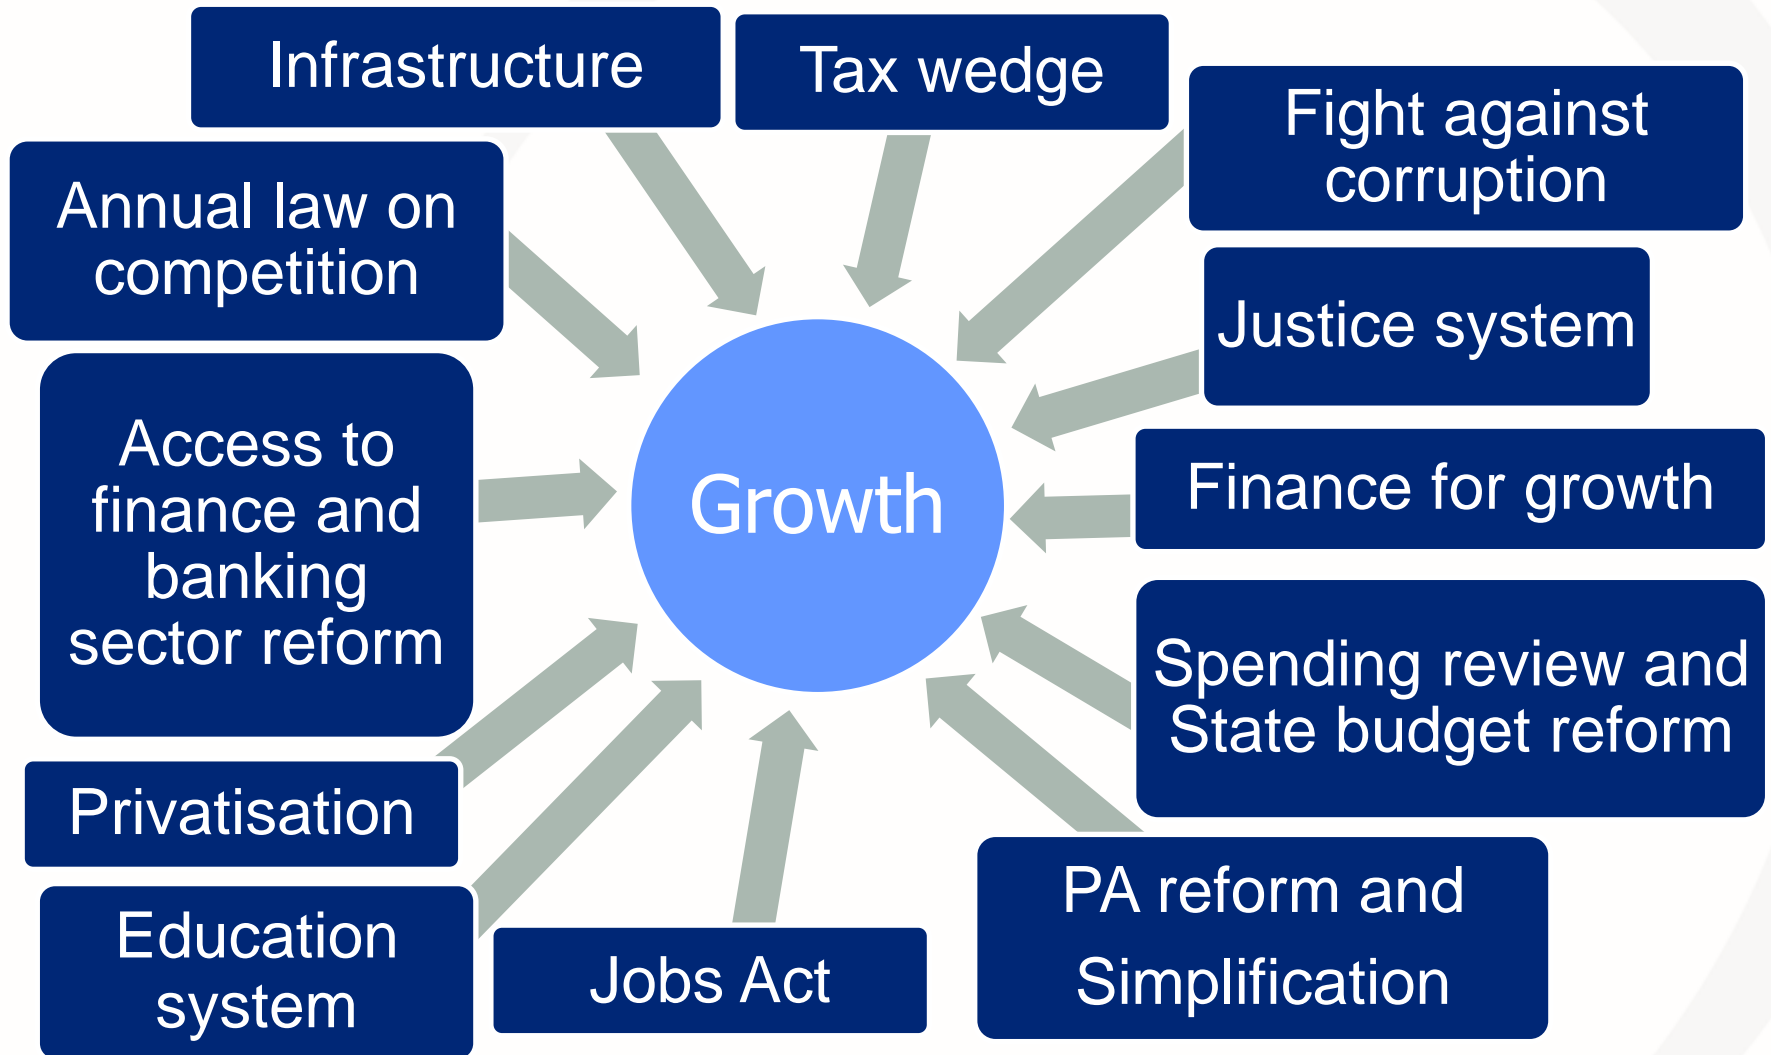 Infrastructure
Tax wedge
Fight against
corruption
Annual law on
competition
Justice system
Access to
finance and
banking
sector reform
Growth
Finance for growth
Spending review and
State budget reform
Privatisation
PA reform and
Simplification
Education
system
Jobs Act